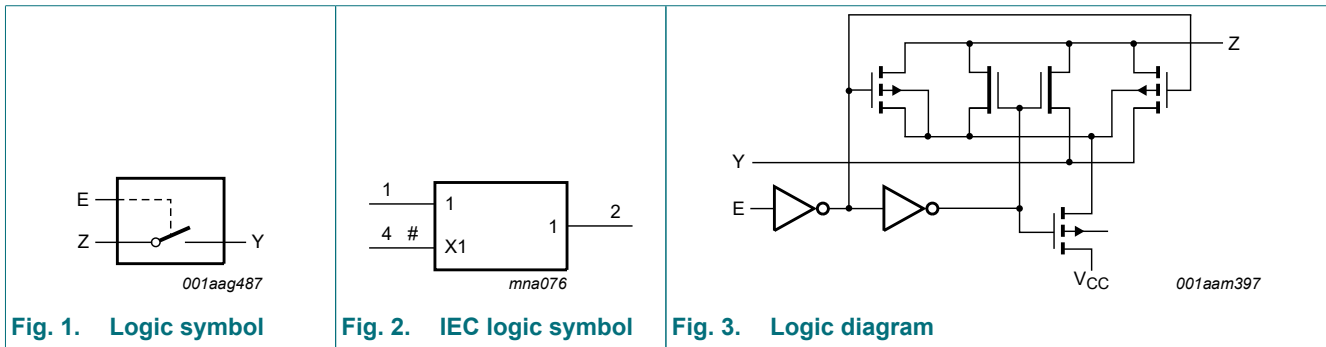 E
Z
Y
001aag487
Fig. 1. Logic symbol
1
4 #
1
X1
1
2
mna076
Fig. 2. IEC logic symbol
Z
Y
E
VCC
001aam397
Fig. 3. Logic diagram